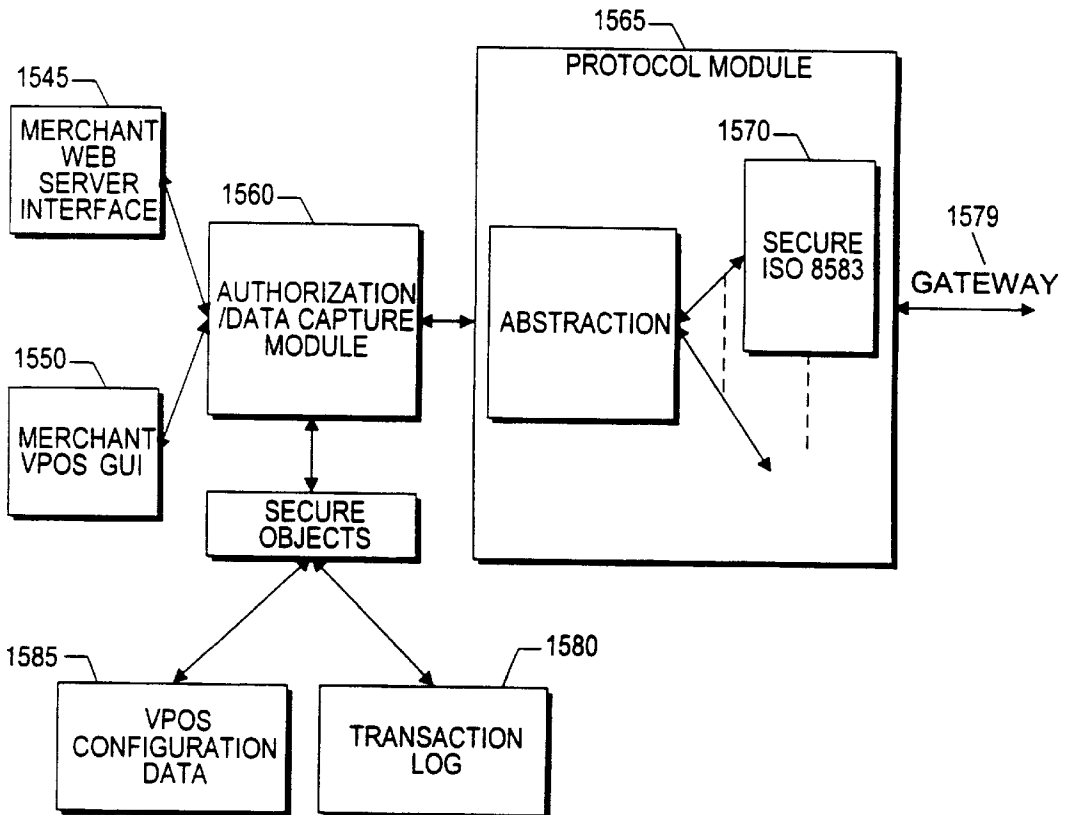 1565
PROTOCOL MODULE
1545
MERCHANT
WEB
SERVER
INTERFACE
1570
SECURE
ISO 8583
1560
AUTHORIZATION
/DATA CAPTURE
MODULE
ABSTRACTION
1579
GATEWAY
1550
MERCHANT
VPOS GUI
SECURE
OBJECTS
1585
VPOS
CONFIGURATION
DATA
1580
TRANSACTION
LOG